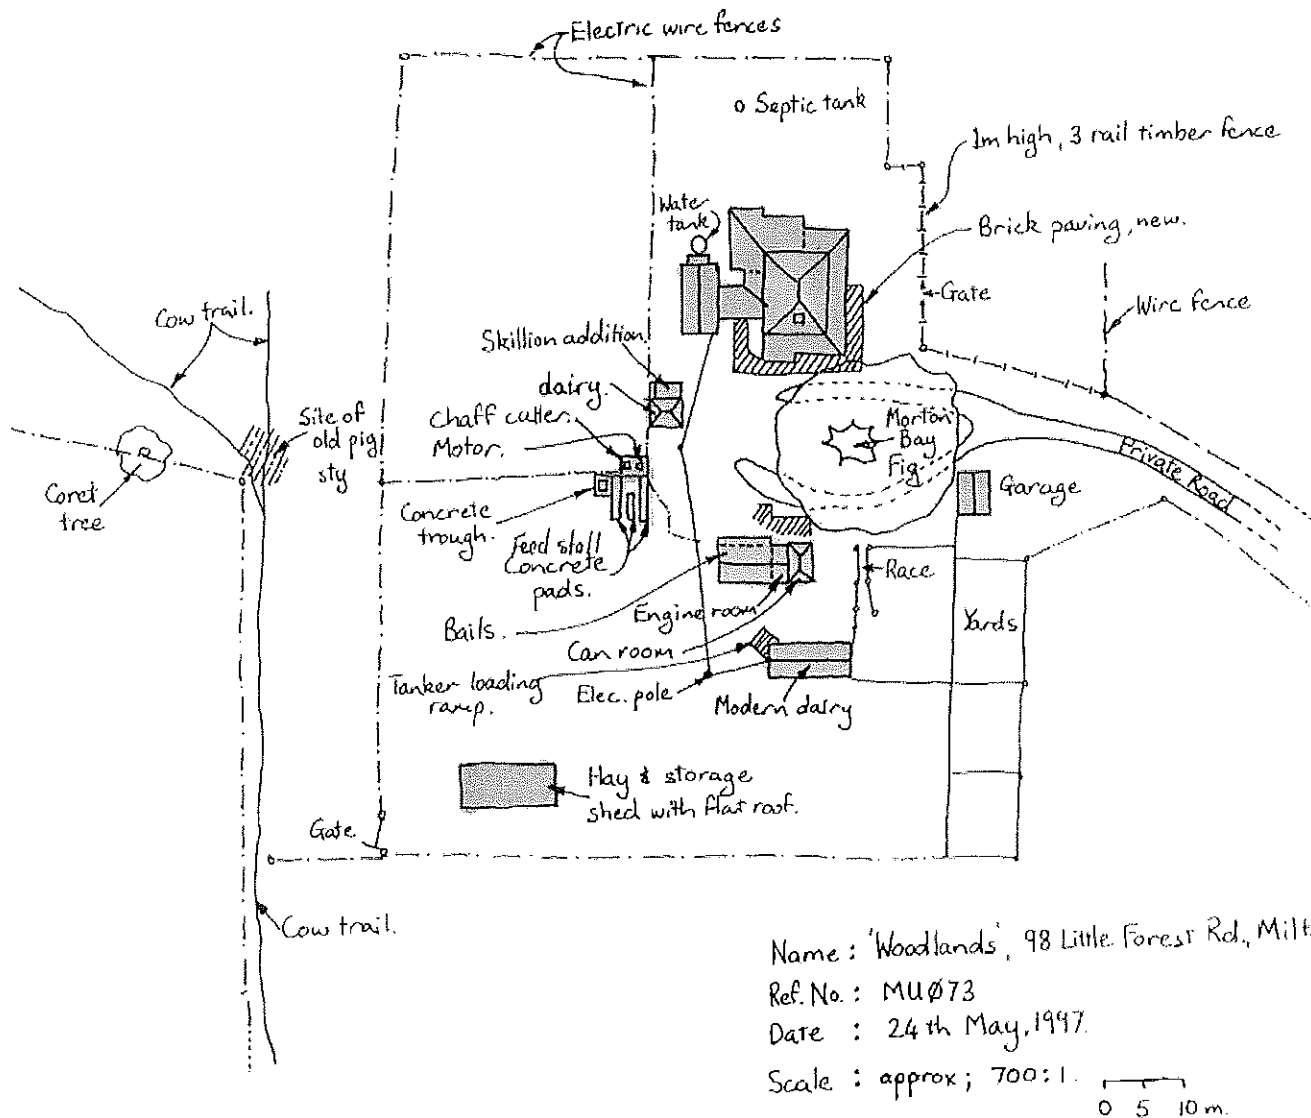 Electric wire fences
Septic tank
1m high, 3 rail timber fence
Water
tank
Brick paving, new.
Gate
Wire fence
Cow trail.
Skillion addition.
dairy.
Chaff cutter.
Motor.
Site of
old pig
sty
Morton
Bay
Fig
Private Road
Coret
tree
Concrete
trough.
Garage
Feed stall
Concrete
pads.
Race
Bails.
Engine room
Yards
Can room
Tanker loading
ramp.
Elec. pole
Modern dairy
Hay & storage
shed with flat roof.
Gate
Cow trail.
Name : 'Woodlands', 98 Little Forest Rd., Milt
Ref. No. : MUØ73
Date : 24th May, 1997.
Scale : approx; 700:1.
0 5 10 m.